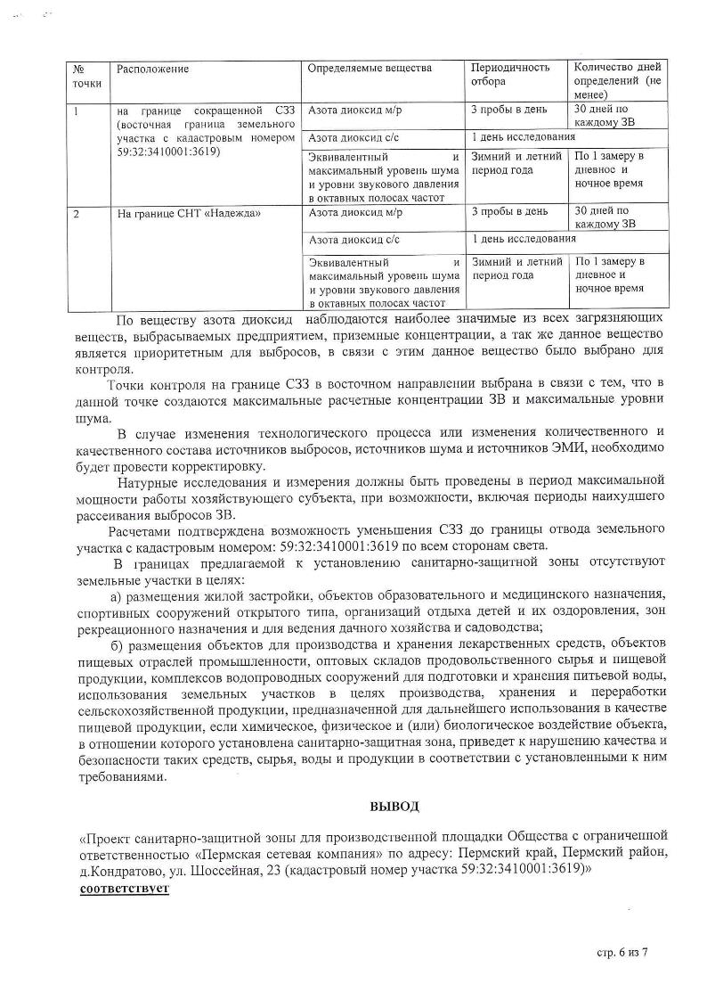 № точки
Расположение
Определяемые вещества
Периодичность отбора
Количество дней определений (не менее)
1
на границе сокращенной СЗЗ
(восточная граница земельного
участка с кадастровым номером
59:32:3410001:3619)
Азота диоксид м/р
3 пробы в день
30 дней по
каждому ЗВ
Азота диоксид с/с
1 день исследования
Эквивалентный и
максимальный уровень шума
и уровни звукового давления
в октавных полосах частот
Зимний и летний
период года
По 1 замеру в
дневное и
ночное время
2
На границе СНТ «Надежда»
Азота диоксид м/р
3 пробы в день
30 дней по
каждому ЗВ
Азота диоксид с/с
1 день исследования
Эквивалентный и
максимальный уровень шума
и уровни звукового давления
в октавных полосах частот
Зимний и летний
период года
По 1 замеру в
дневное и
ночное время
По веществу азота диоксид наблюдаются наиболее значимые из всех загрязняющих
веществ, выбрасываемых предприятием, приземные концентрации, а так же данное вещество
является приоритетным для выбросов, в связи с этим данное вещество было выбрано для
контроля.
Точки контроля на границе СЗЗ в восточном направлении выбрана в связи с тем, что в
данной точке создаются максимальные расчетные концентрации ЗВ и максимальные уровни
шума.
В случае изменения технологического процесса или изменения количественного и
качественного состава источников выбросов, источников шума и источников ЭМИ, необходимо
будет провести корректировку.
Натурные исследования и измерения должны быть проведены в период максимальной
мощности работы хозяйствующего субъекта, при возможности, включая периоды наихудшего
рассеивания выбросов ЗВ.
Расчетами подтверждена возможность уменьшения СЗЗ до границы отвода земельного
участка с кадастровым номером: 59:32:3410001:3619 по всем сторонам света.
В границах предлагаемой к установлению санитарно-защитной зоны отсутствуют
земельные участки в целях:
а) размещения жилой застройки, объектов образовательного и медицинского назначения,
спортивных сооружений открытого типа, организаций отдыха детей и их оздоровления, зон
рекреационного назначения и для ведения дачного хозяйства и садоводства;
б) размещения объектов для производства и хранения лекарственных средств, объектов
пищевых отраслей промышленности, оптовых складов продовольственного сырья и пищевой
продукции, комплексов водопроводных сооружений для подготовки и хранения питьевой воды,
использования земельных участков в целях производства, хранения и переработки
сельскохозяйственной продукции, предназначенной для дальнейшего использования в качестве
пищевой продукции, если химическое, физическое и (или) биологическое воздействие объекта,
в отношении которого установлена санитарно-защитная зона, приведет к нарушению качества и
безопасности таких средств, сырья, воды и продукции в соответствии с установленными к ним
требованиями.
ВЫВОД
«Проект санитарно-защитной зоны для производственной площадки Общества с ограниченной
ответственностью «Пермская сетевая компания» по адресу: Пермский край, Пермский район,
д.Кондратово, ул. Шоссейная, 23 (кадастровый номер участка 59:32:3410001:3619)»
соответствует
стр. 6 из 7